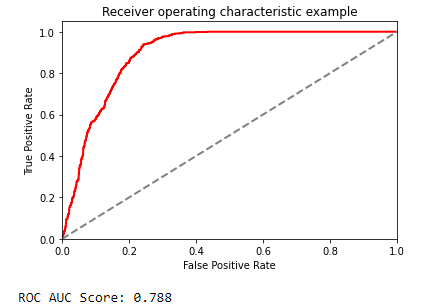 Receiver operating characteristic example
True Positive Rate
1.0
0.8
0.6
0.4
0.2
0.0
0.0 0.2 0.4 0.6 0.8 1.0
False Positive Rate
ROC AUC Score: 0.788